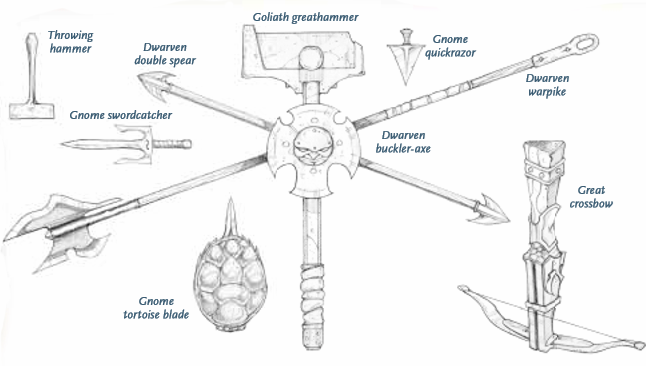 Goliath greathammer
Throwing
hammer
Dwarven
double spear
Gnome
quickrazor
Dwarven
warpike
Gnome swordcatcher
Dwarven
buckler-axe
Great
crossbow
Gnome
tortoise blade